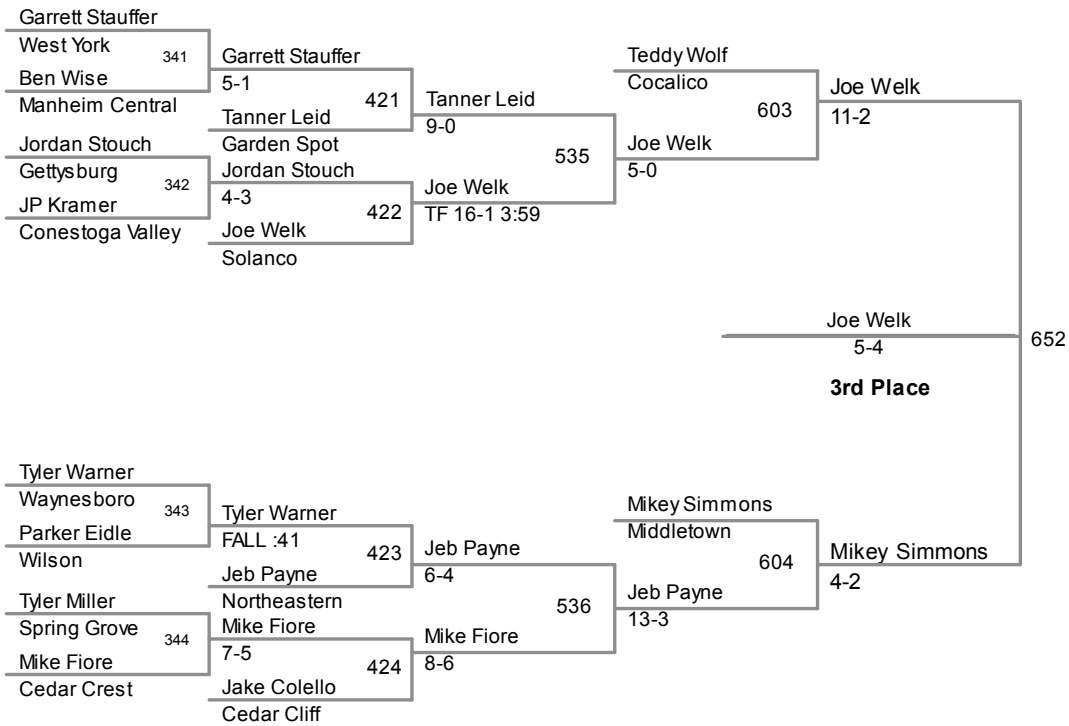 Garrett Stauffer
West York
341
Ben Wise
Manheim Central
Garrett Stauffer
5-1
421
Tanner Leid
Garden Spot
Jordan Stouch
Gettysburg
342
JP Kramer
Conestoga Valley
Jordan Stouch
4-3
422
Joe Welk
Solanco
Tanner Leid
9-0
535
Joe Welk
TF 16-1 3:59
Teddy Wolf
Cocalico
603
Joe Welk
5-0
Joe Welk
11-2
Joe Welk
5-4
652
3rd Place
Tyler Warner
Waynesboro
343
Parker Eidle
Wilson
Tyler Warner
FALL :41
423
Jeb Payne
Northeastern
Tyler Miller
Spring Grove
344
Mike Fiore
Cedar Crest
Mike Fiore
7-5
424
Jake Colello
Cedar Cliff
Jeb Payne
6-4
536
Mike Fiore
8-6
Mikey Simmons
Middletown
604
Jeb Payne
13-3
Mikey Simmons
4-2